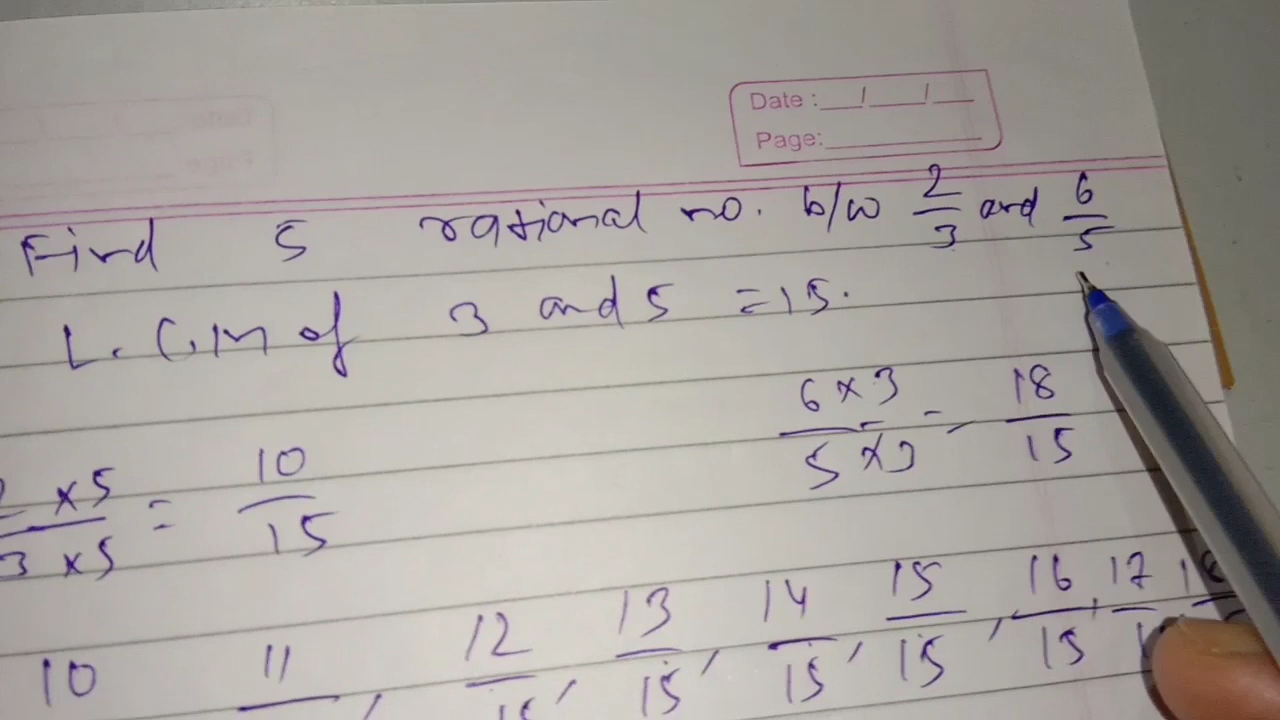 Date : __/__/__
Page: ______
Find 5 rational no. b/w 2/3 and 6/5
L.C.M of 3 and 5 = 15.
6 x 3 / 5 x 3 = 18/15
2 x 5 / 3 x 5 = 10/15
10 11 , 12/15 , 13/15 , 14/15 , 15/15 , 16/15 , 17